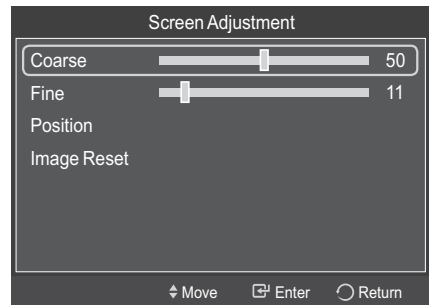 Screen Adjustment
Coarse 50
Fine 11
Position
Image Reset
Move Enter Return